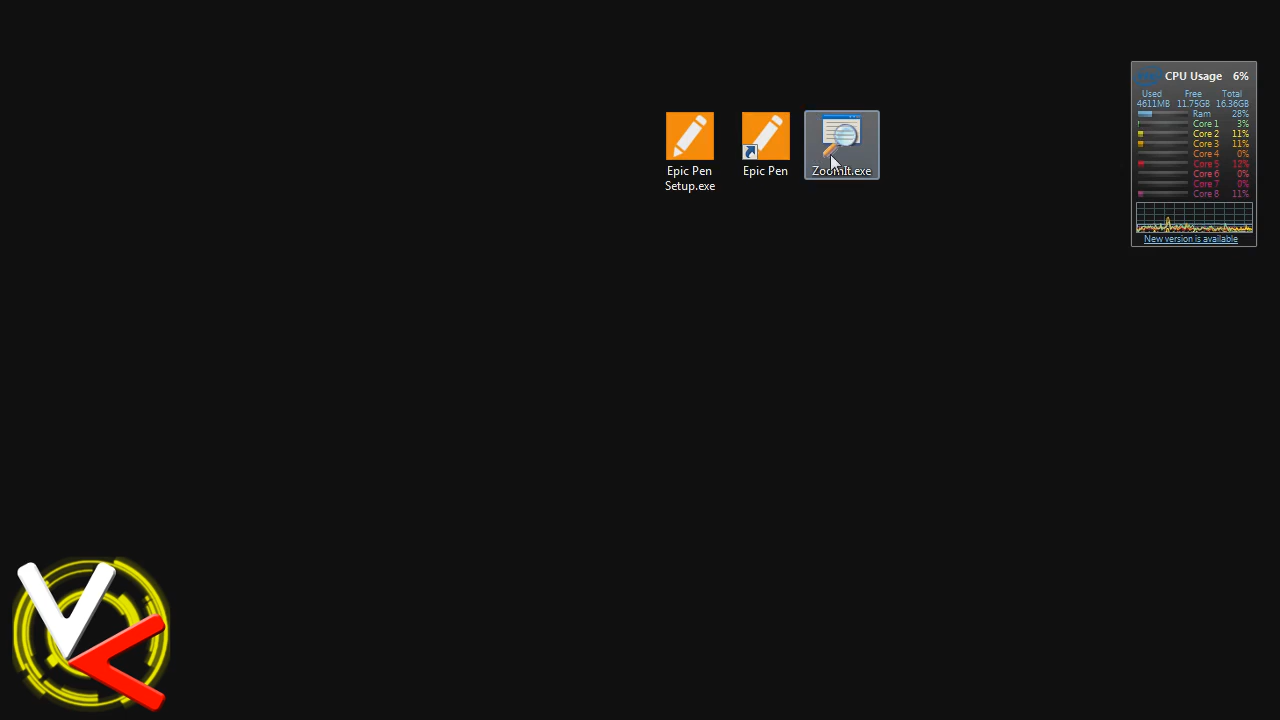 Epic Pen
Setup.exe
Epic Pen
ZoomIt.exe
CPU Usage 6%
Used Free Total
4611MB 11.75GB 16.36GB
Ram 28%
Core 1 3%
Core 2 11%
Core 3 11%
Core 4 0%
Core 5 12%
Core 6 0%
Core 7 0%
Core 8 11%
New version is available